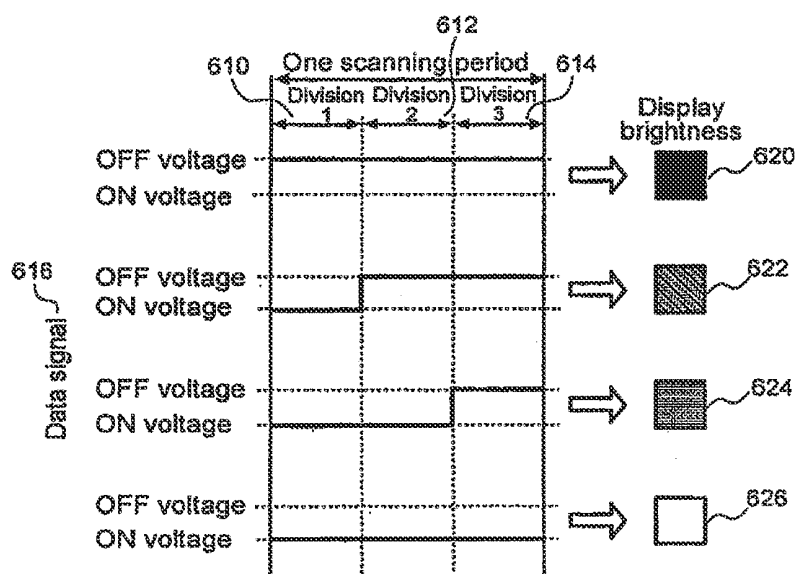 612
One scanning period
610
614
Division Division Division
1 2 3
Display
brightness
OFF voltage
ON voltage
620
616
Data signal
OFF voltage
ON voltage
622
OFF voltage
ON voltage
624
OFF voltage
ON voltage
626